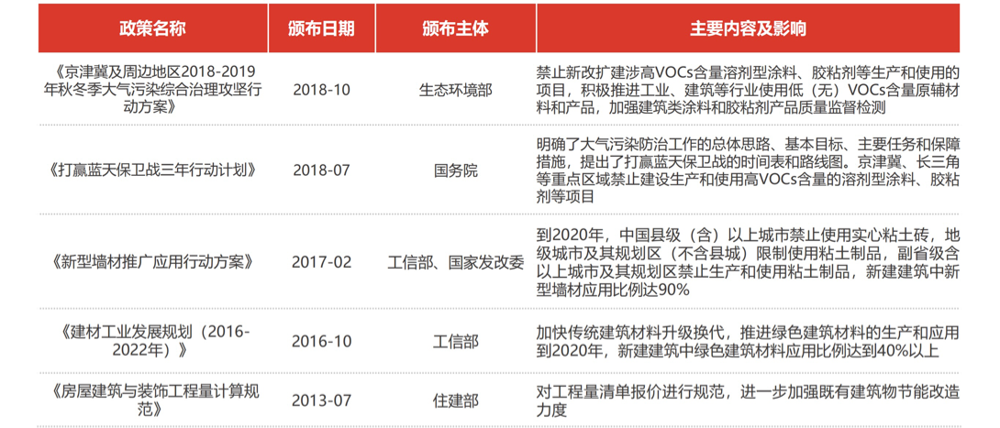 政策名称
颁布日期
颁布主体
主要内容及影响
《京津冀及周边地区2018-2019
年秋冬季大气污染综合治理攻坚行
动方案》
2018-10
生态环境部
禁止新改扩建涉高VOCs含量溶剂型涂料、胶粘剂等生产和使用的
项目，积极推进工业、建筑等行业使用低（无）VOCs含量原辅材
料和产品，加强建筑类涂料和胶粘剂产品质量监督检测
《打赢蓝天保卫战三年行动计划》
2018-07
国务院
明确了大气污染防治工作的总体思路、基本目标、主要任务和保障
措施，提出了打赢蓝天保卫战的时间表和路线图。京津冀、长三角
等重点区域禁止建设生产和使用高VOCs含量的溶剂型涂料、胶粘
剂等项目
《新型墙材推广应用行动方案》
2017-02
工信部、国家发改委
到2020年，中国县级（含）以上城市禁止使用实心粘土砖，地
级城市及其规划区（不含县城）限制使用粘土制品，副省级含
以上城市及其规划区禁止生产和使用粘土制品，新建建筑中新
型墙材应用比例达90%
《建材工业发展规划（2016-
2022年）》
2016-10
工信部
加快传统建筑材料升级换代，推进绿色建筑材料的生产和应用
到2020年，新建建筑中绿色建筑材料应用比例达到40%以上
《房屋建筑与装饰工程量计算规
范》
2013-07
住建部
对工程量清单报价进行规范，进一步加强既有建筑物节能改造
力度